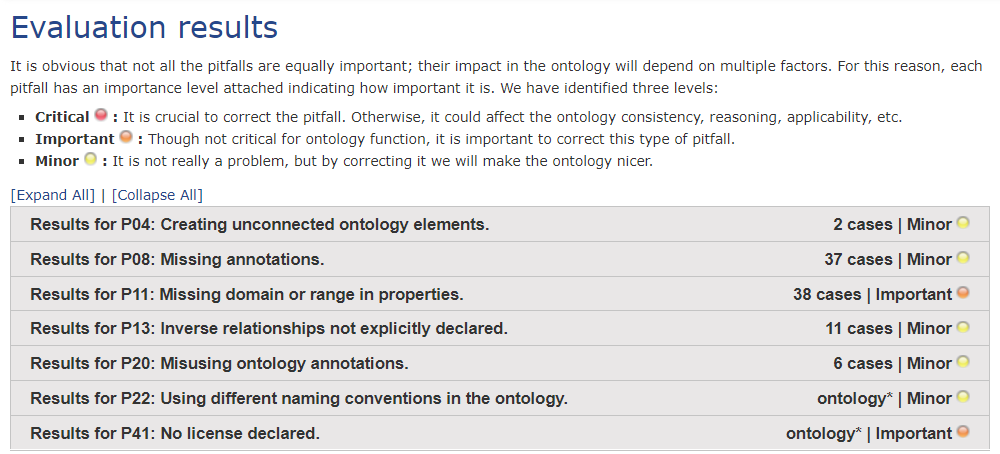 Evaluation results
It is obvious that not all the pitfalls are equally important; their impact in the ontology will depend on multiple factors. For this reason, each
pitfall has an importance level attached indicating how important it is. We have identified three levels:
Critical : It is crucial to correct the pitfall. Otherwise, it could affect the ontology consistency, reasoning, applicability, etc.
Important : Though not critical for ontology function, it is important to correct this type of pitfall.
Minor : It is not really a problem, but by correcting it we will make the ontology nicer.
[Expand All] | [Collapse All]
Results for P04: Creating unconnected ontology elements. 2 cases | Minor
Results for P08: Missing annotations. 37 cases | Minor
Results for P11: Missing domain or range in properties. 38 cases | Important
Results for P13: Inverse relationships not explicitly declared. 11 cases | Minor
Results for P20: Misusing ontology annotations. 6 cases | Minor
Results for P22: Using different naming conventions in the ontology. ontology* | Minor
Results for P41: No license declared. ontology* | Important